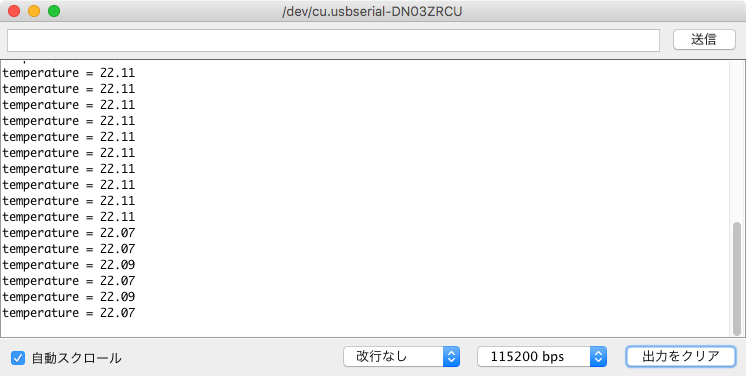 /dev/cu.usbserial-DN03ZRCU
送信
temperature = 22.11
temperature = 22.11
temperature = 22.11
temperature = 22.11
temperature = 22.11
temperature = 22.11
temperature = 22.11
temperature = 22.11
temperature = 22.11
temperature = 22.11
temperature = 22.07
temperature = 22.07
temperature = 22.09
temperature = 22.07
temperature = 22.09
temperature = 22.07
自動スクロール
改行なし
115200 bps
出力をクリア